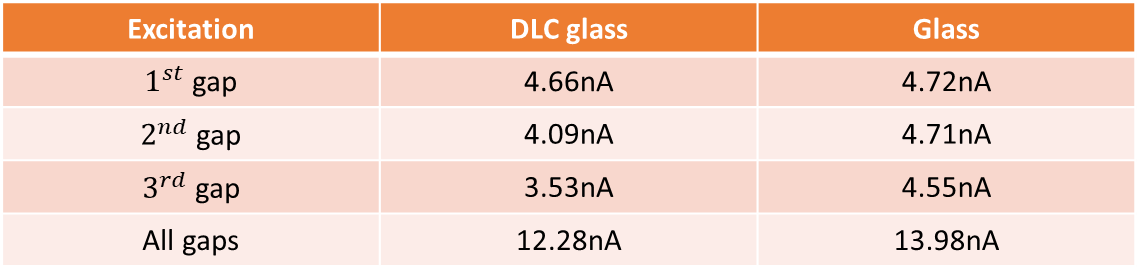 Excitation DLC glass Glass
1st gap 4.66nA 4.72nA
2nd gap 4.09nA 4.71nA
3rd gap 3.53nA 4.55nA
All gaps 12.28nA 13.98nA